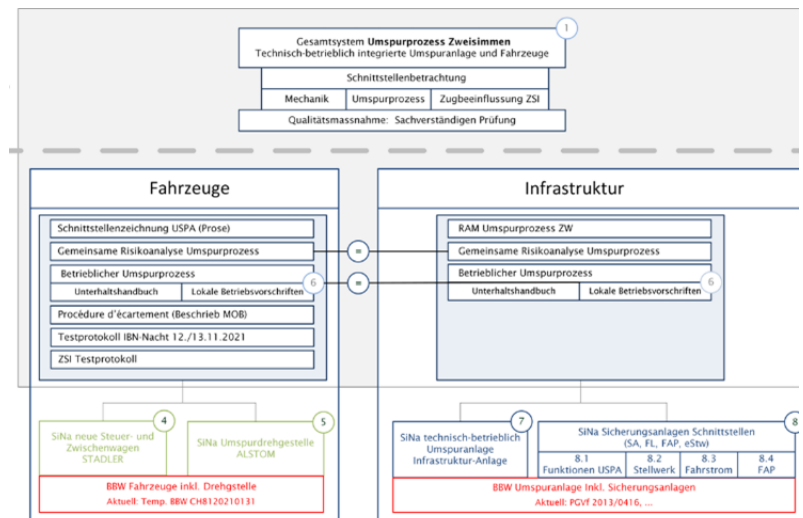 1
Gesamtsystem Umspurprozess Zweisimmen
Technisch-betrieblich integrierte Umspuranlage und Fahrzeuge
Schnittstellenbetrachtung
Mechanik
Umspurprozess
Zugbeeinflussung ZSI
Qualitätsmassnahme: Sachverständigen Prüfung
Fahrzeuge
Schnittstellenzeichnung USPA (Prose)
Gemeinsame Risikoanalyse Umspurprozess
=
Betrieblicher Umspurprozess
6
Unterhaltshandbuch
Lokale Betriebsvorschriften
=
Procédure d'ècartement (Beschrieb MOB)
Testprotokoll IBN-Nacht 12./13.11.2021
ZSI Testprotokoll
4
SiNa neue Steuer- und
Zwischenwagen
STADLER
5
SiNa Umspurdrehgestelle
ALSTOM
BBW Fahrzeuge inkl. Drehgstelle
Aktuell: Temp. BBW CH8120210131
Infrastruktur
RAM Umspurprozess ZW
Gemeinsame Risikoanalyse Umspurprozess
Betrieblicher Umspurprozess
6
Unterhaltshandbuch
Lokale Betriebsvorschriften
7
SiNa technisch-betrieblich
Umspuranlage
Infrastruktur-Anlage
8
SiNa Sicherungsanlagen Schnittstellen
(SA, FL, FAP, eStw)
8.1
Funktionen USPA
8.2
Stellwerk
8.3
Fahrstrom
8.4
FAP
BBW Umspuranlage Inkl. Sicherungsanlagen
Aktuell: PGVf 2013/0416, ...